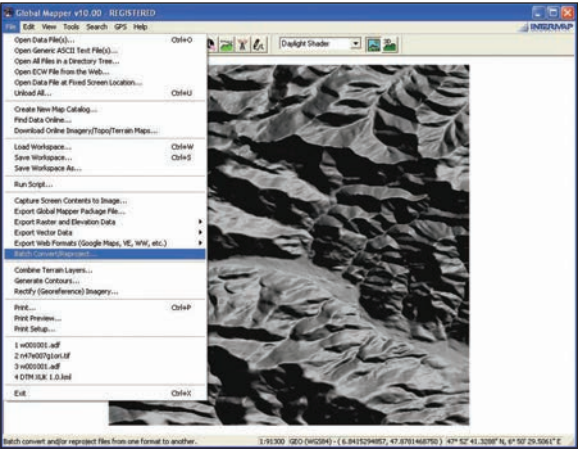 Global Mapper v10.00 - REGISTERED
File Edit View Tools Search GPS Help
INTERMAP
Daylight Shader
Open Data File(s)... Ctrl+O
Open Generic ASCII Text File(s)...
Open All Files in a Directory Tree...
Open ECW File from the Web...
Open Data File at Fixed Screen Location...
Unload All... Ctrl+U
Create New Map Catalog...
Find Data Online...
Download Online Imagery/Topo/Terrain Maps...
Load Workspace... Ctrl+W
Save Workspace... Ctrl+S
Save Workspace As...
Run Script...
Capture Screen Contents to Image...
Export Global Mapper Package File...
Export Raster and Elevation Data
Export Vector Data
Export Web Formats (Google Maps, VE, WW, etc.)
Batch Convert/Reproject...
Combine Terrain Layers...
Generate Contours...
Rectify (Georeference) Imagery...
Print... Ctrl+P
Print Preview...
Print Setup...
1 w001001.adf
2 n47e007g1ori.tif
3 w001001.adf
4 DTM XUK 1.0.kml
Exit Ctrl+X
Batch convert and/or reproject files from one format to another.
1:91300 GEO (WGS84) - ( 6.8415294857, 47.8781468750 ) 47° 52' 41.3288" N, 6° 50' 29.5061" E